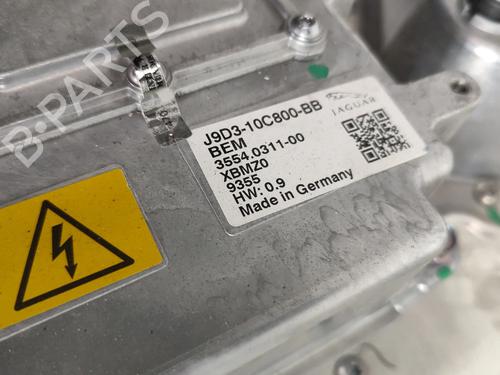 B-PARTS
J9D3-10C800-BB
BEM
3554.0311-00
XBMZ0
9355
HW: 0.9
Made in Germany
JAGUAR